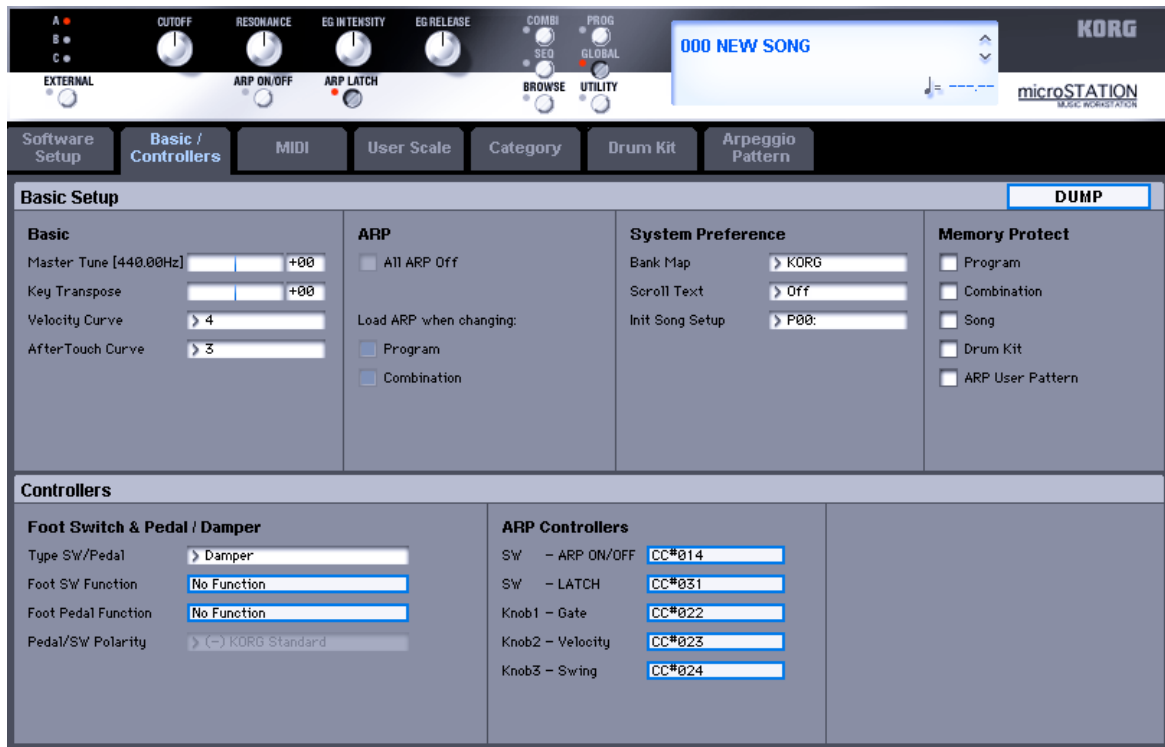 A
B
C
CUTOFF
RESONANCE
EG INTENSITY
EG RELEASE
COMBI
PROG
SEQ
GLOBAL
EXTERNAL
ARP ON/OFF
ARP LATCH
BROWSE
UTILITY
000 NEW SONG
♩= ---.--
KORG
microSTATION
MUSIC WORKSTATION
Software Setup
Basic / Controllers
MIDI
User Scale
Category
Drum Kit
Arpeggio Pattern
Basic Setup
DUMP
Basic
Master Tune [440.00Hz] +00
Key Transpose +00
Velocity Curve > 4
AfterTouch Curve > 3
ARP
All ARP Off
Load ARP when changing:
Program
Combination
System Preference
Bank Map > KORG
Scroll Text > Off
Init Song Setup > P00:
Memory Protect
Program
Combination
Song
Drum Kit
ARP User Pattern
Controllers
Foot Switch & Pedal / Damper
Type SW/Pedal > Damper
Foot SW Function No Function
Foot Pedal Function No Function
Pedal/SW Polarity > (-) KORG Standard
ARP Controllers
SW - ARP ON/OFF CC#014
SW - LATCH CC#031
Knob1 - Gate CC#022
Knob2 - Velocity CC#023
Knob3 - Swing CC#024